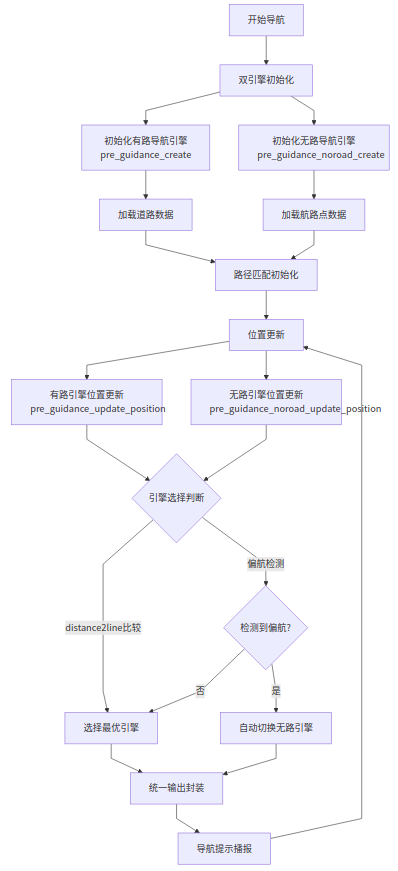 开始导航
双引擎初始化
初始化有路导航引擎
pre_guidance_create
初始化无路导航引擎
pre_guidance_noroad_create
加载道路数据
加载航路点数据
路径匹配初始化
位置更新
有路引擎位置更新
pre_guidance_update_position
无路引擎位置更新
pre_guidance_noroad_update_position
引擎选择判断
偏航检测
distance2line比较
检测到偏航?
否
是
选择最优引擎
自动切换无路引擎
统一输出封装
导航提示播报